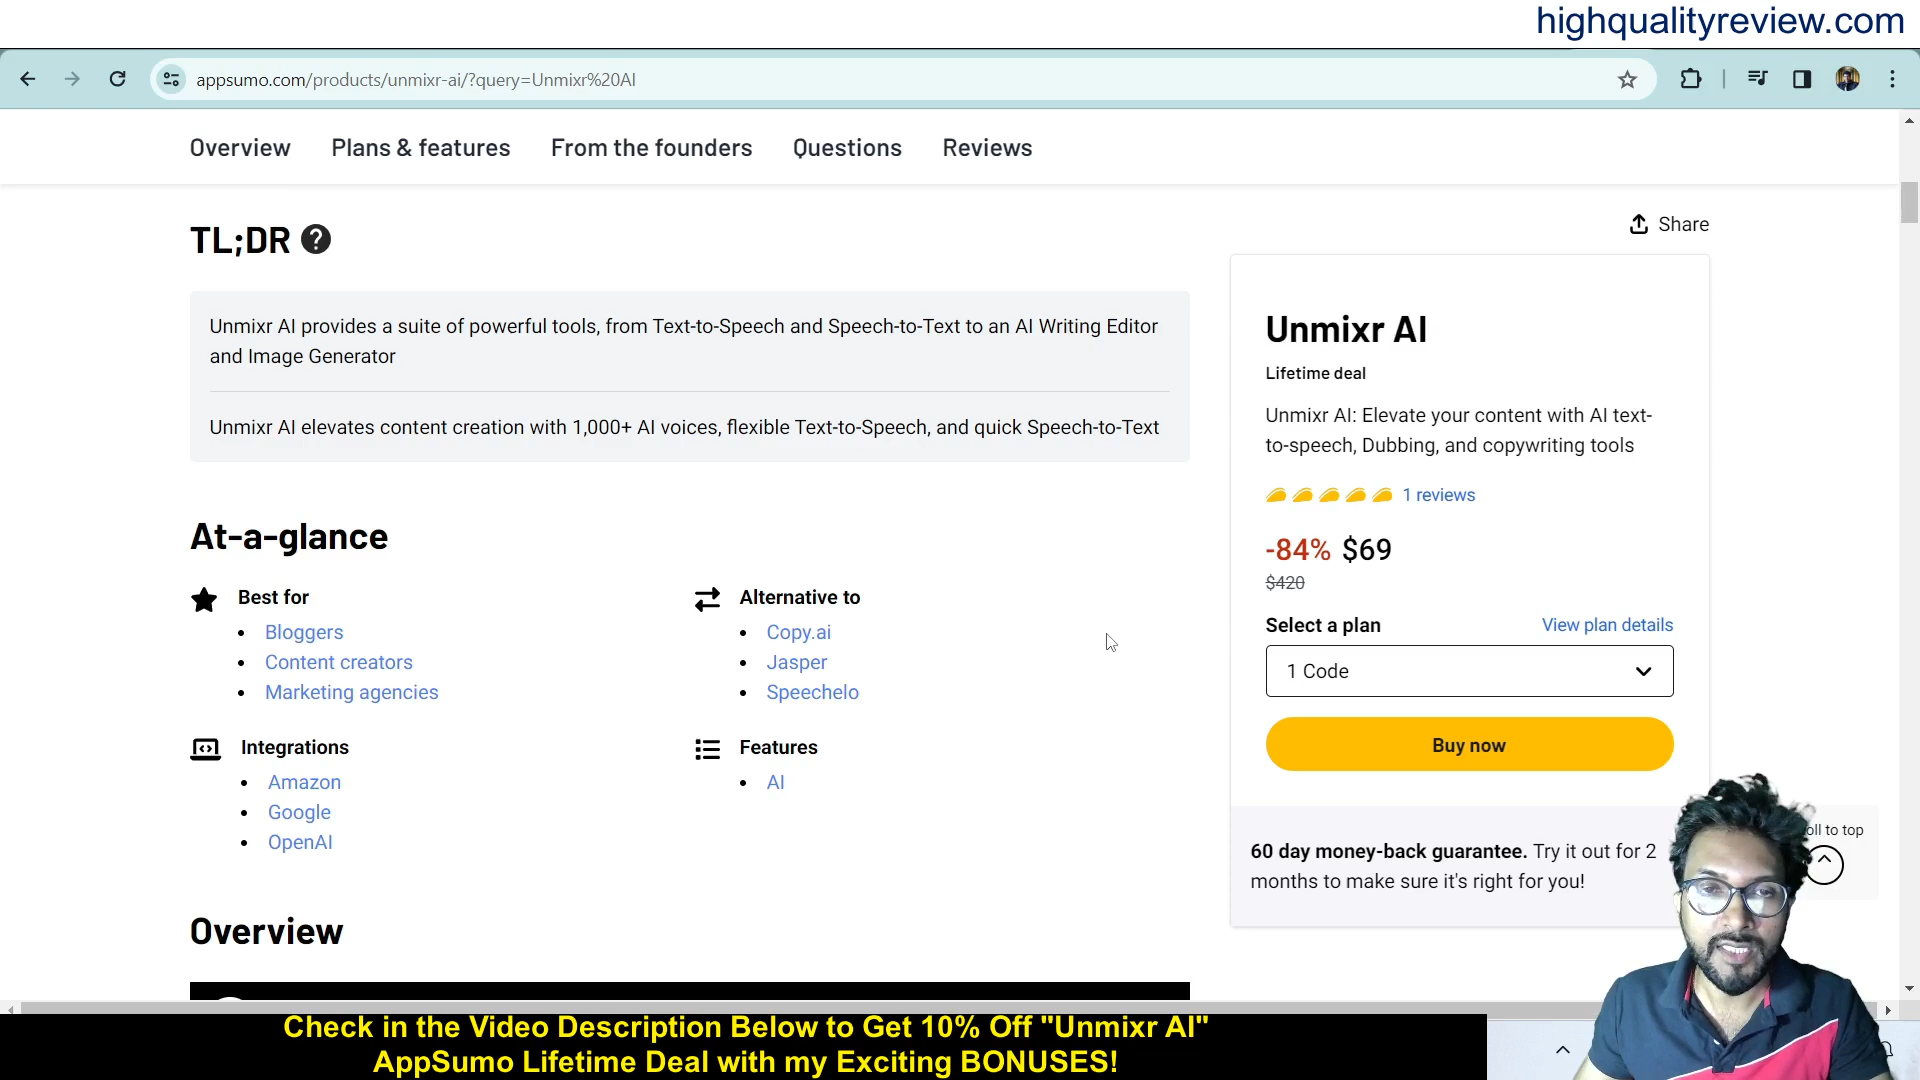 highqualityreview.com
appsumo.com/products/unmixr-ai/?query=Unmixr%20AI
Overview
Plans & features
From the founders
Questions
Reviews
TL;DR ?
Share
Unmixr AI provides a suite of powerful tools, from Text-to-Speech and Speech-to-Text to an AI Writing Editor
and Image Generator
Unmixr AI elevates content creation with 1,000+ AI voices, flexible Text-to-Speech, and quick Speech-to-Text
At-a-glance
Best for
Bloggers
Content creators
Marketing agencies
Alternative to
Copy.ai
Jasper
Speechelo
Integrations
Amazon
Google
OpenAI
Features
AI
Overview
Unmixr AI
Lifetime deal
Unmixr AI: Elevate your content with AI text-
to-speech, Dubbing, and copywriting tools
1 reviews
-84% $69
$420
Select a plan
View plan details
1 Code
Buy now
60 day money-back guarantee. Try it out for 2
months to make sure it's right for you!
oll to top
Check in the Video Description Below to Get 10% Off "Unmixr AI"
AppSumo Lifetime Deal with my Exciting BONUSES!